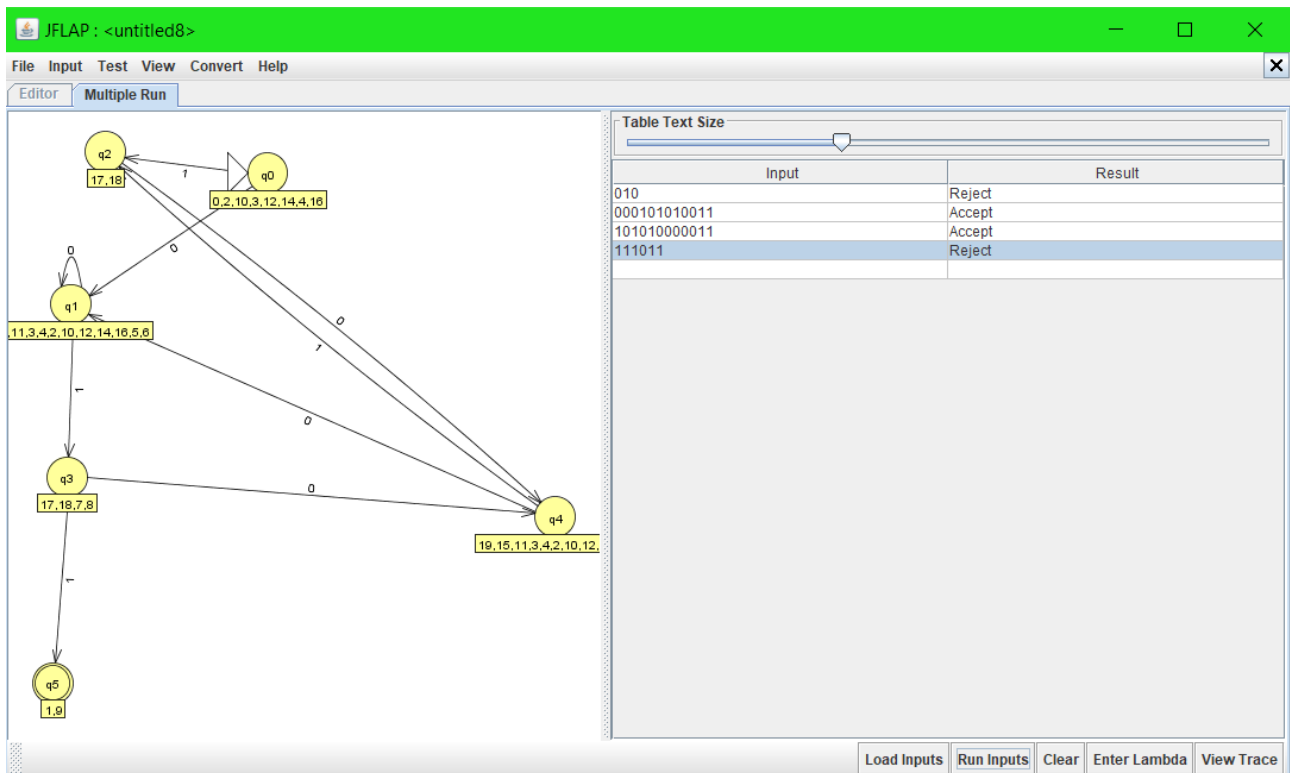 JFLAP : <untitled8>
File Input Test View Convert Help
Editor Multiple Run
Table Text Size
Input Result
010 Reject
000101010011 Accept
101010000011 Accept
111011 Reject
q2
17,18
1
q0
0,2,10,3,12,14,4,16
0
0
q1
,11,3,4,2,10,12,14,16,5,6
0
1
1
0
q3
17,18,7,8
0
q4
19,15,11,3,4,2,10,12,
1
q5
1,9
Load Inputs Run Inputs Clear Enter Lambda View Trace